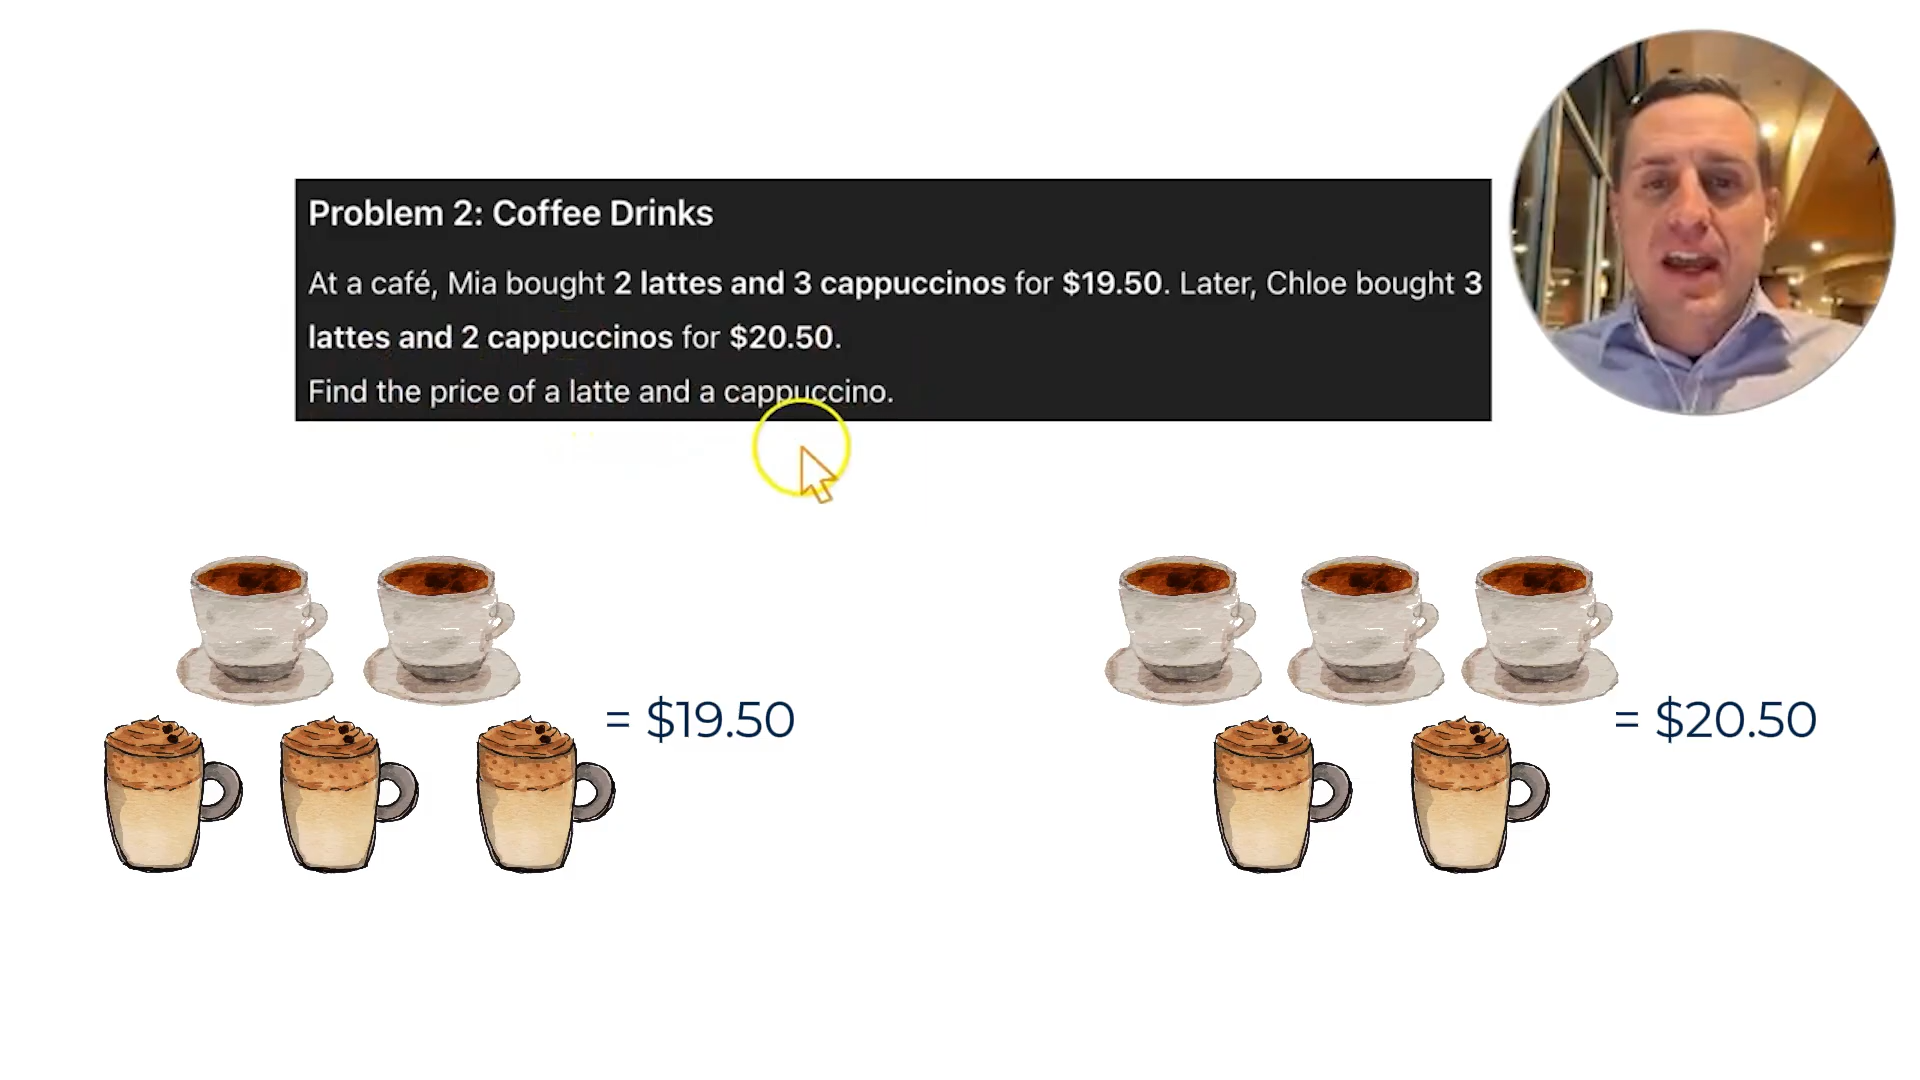 Problem 2: Coffee Drinks
At a café, Mia bought 2 lattes and 3 cappuccinos for $19.50. Later, Chloe bought 3
lattes and 2 cappuccinos for $20.50.
Find the price of a latte and a cappuccino.
= $19.50
= $20.50